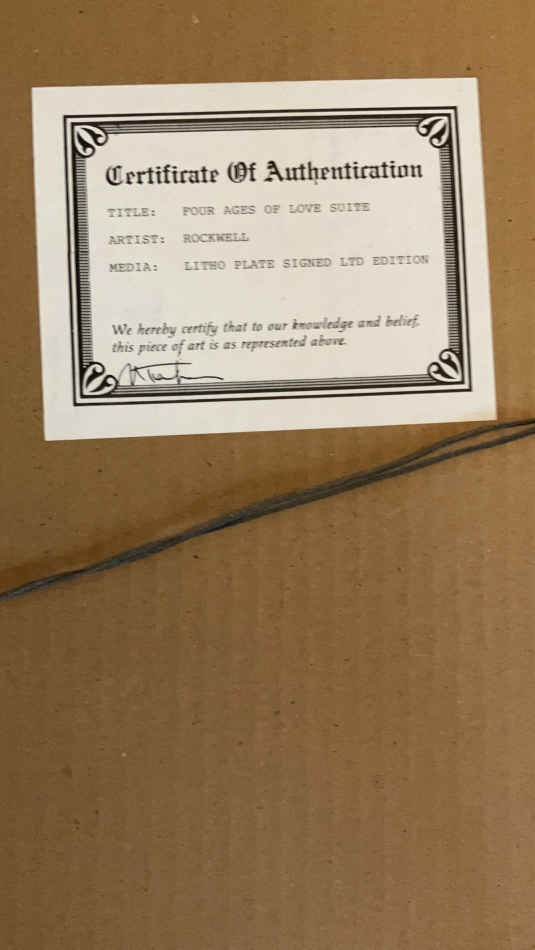 Certificate Of Authentication
TITLE: FOUR AGES OF LOVE SUITE
ARTIST: ROCKWELL
MEDIA: LITHO PLATE SIGNED LTD EDITION
We hereby certify that to our knowledge and belief,
this piece of art is as represented above.